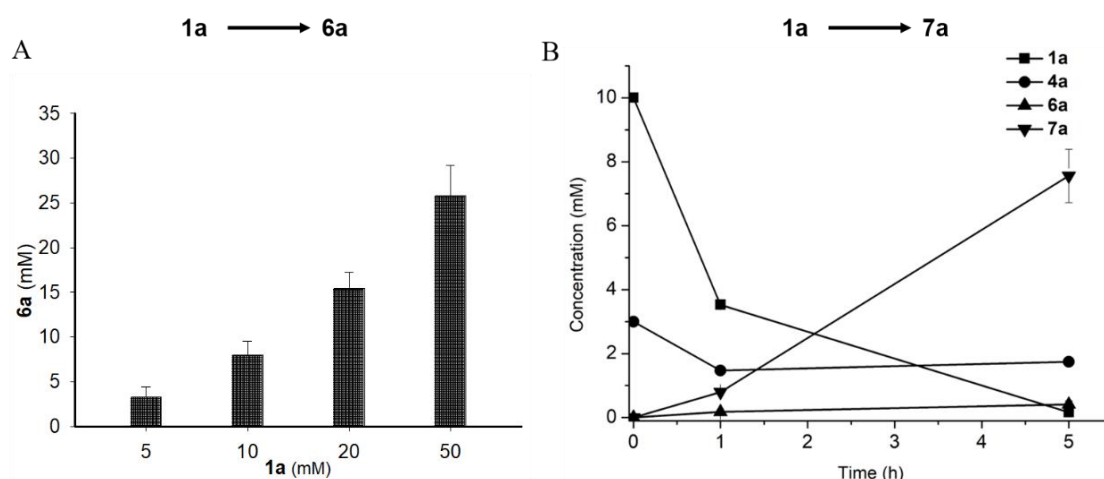 1a ⟶ 6a
A
35
30
25
20
15
10
5
0
6a (mM)
5 10 20 50
1a (mM)
1a ⟶ 7a
B
1a
4a
6a
7a
10
8
6
4
2
0
Concentration (mM)
0 1 2 3 4 5
Time (h)